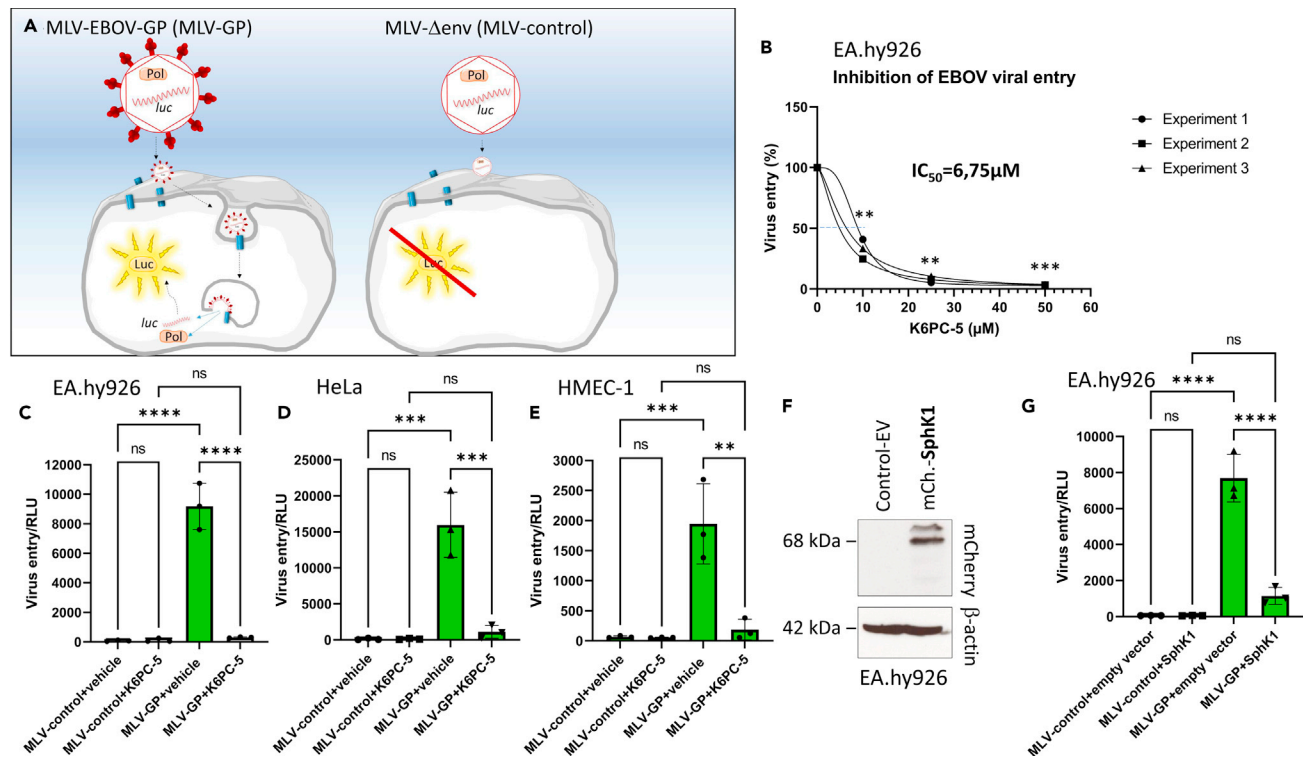 A
MLV-EBOV-GP (MLV-GP)
MLV-Δenv (MLV-control)
Pol
luc
Pol
luc
Luc
luc
Pol
Luc
B
EA.hy926
Inhibition of EBOV viral entry
Virus entry (%)
150
100
50
0
0 10 20 30 40 50 60
K6PC-5 (µM)
IC50=6,75µM
**
**
***
Experiment 1
Experiment 2
Experiment 3
C
EA.hy926
ns
****
ns
****
Virus entry/RLU
12000
10000
8000
6000
4000
2000
0
MLV-control+vehicle
MLV-control+K6PC-5
MLV-GP+vehicle
MLV-GP+K6PC-5
D
HeLa
ns
***
ns
***
Virus entry/RLU
25000
20000
15000
10000
5000
0
MLV-control+vehicle
MLV-control+K6PC-5
MLV-GP+vehicle
MLV-GP+K6PC-5
E
HMEC-1
ns
***
ns
**
Virus entry/RLU
3000
2500
2000
1500
1000
500
0
MLV-control+vehicle
MLV-control+K6PC-5
MLV-GP+vehicle
MLV-GP+K6PC-5
F
Control-EV
mCh.-SphK1
68 kDa
mCherry
42 kDa
β-actin
EA.hy926
G
EA.hy926
ns
****
ns
****
Virus entry/RLU
10000
8000
6000
4000
2000
0
MLV-control+empty vector
MLV-control+SphK1
MLV-GP+empty vector
MLV-GP+SphK1